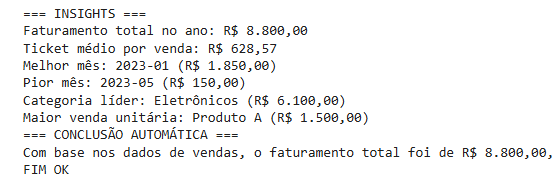 === INSIGHTS ===
Faturamento total no ano: R$ 8.800,00
Ticket médio por venda: R$ 628,57
Melhor mês: 2023-01 (R$ 1.850,00)
Pior mês: 2023-05 (R$ 150,00)
Categoria líder: Eletrônicos (R$ 6.100,00)
Maior venda unitária: Produto A (R$ 1.500,00)
=== CONCLUSÃO AUTOMÁTICA ===
Com base nos dados de vendas, o faturamento total foi de R$ 8.800,00,
FIM OK